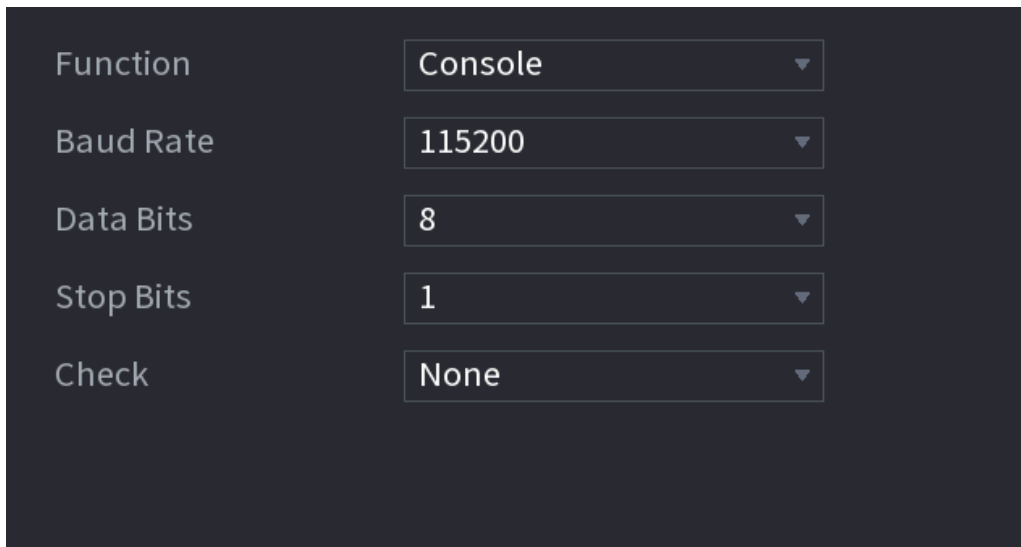 Function Console
Baud Rate 115200
Data Bits 8
Stop Bits 1
Check None